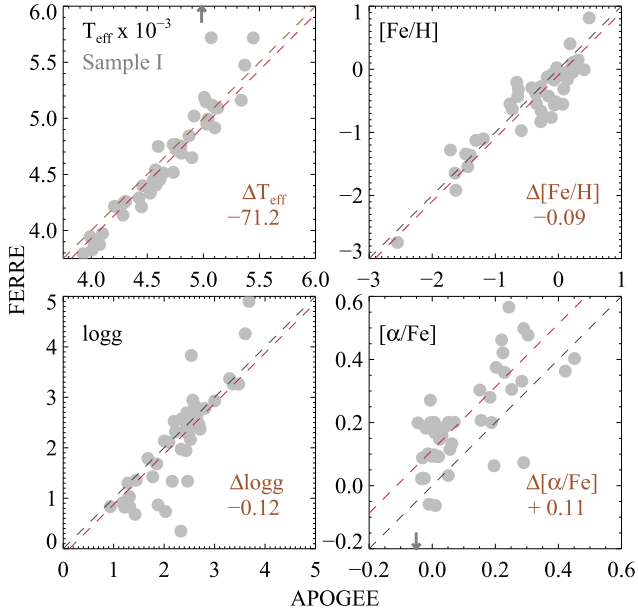 T_eff x 10^−3
Sample I
ΔT_eff
−71.2
6.0
5.5
5.0
4.5
4.0
4.0 4.5 5.0 5.5 6.0
[Fe/H]
Δ[Fe/H]
−0.09
1
0
−1
−2
−3
−3 −2 −1 0 1
FERRE
logg
Δlogg
−0.12
5
4
3
2
1
0
0 1 2 3 4 5
[α/Fe]
Δ[α/Fe]
+ 0.11
0.6
0.4
0.2
0.0
−0.2
−0.2 0.0 0.2 0.4 0.6
APOGEE